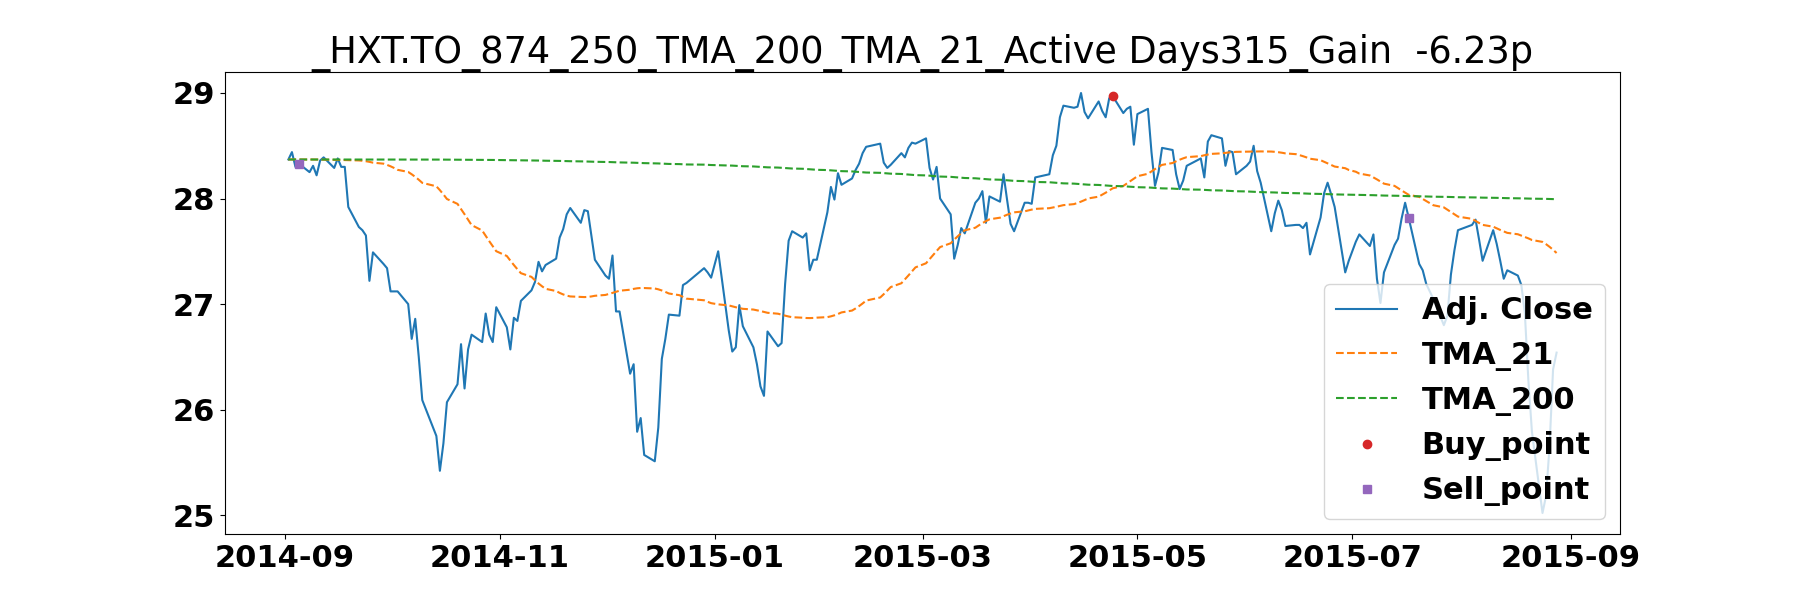 _HXT.TO_874_250_TMA_200_TMA_21_Active Days315_Gain  -6.23p
29
28
27
26
25
Adj. Close
TMA_21
TMA_200
Buy_point
Sell_point
2014-09 2014-11 2015-01 2015-03 2015-05 2015-07 2015-09